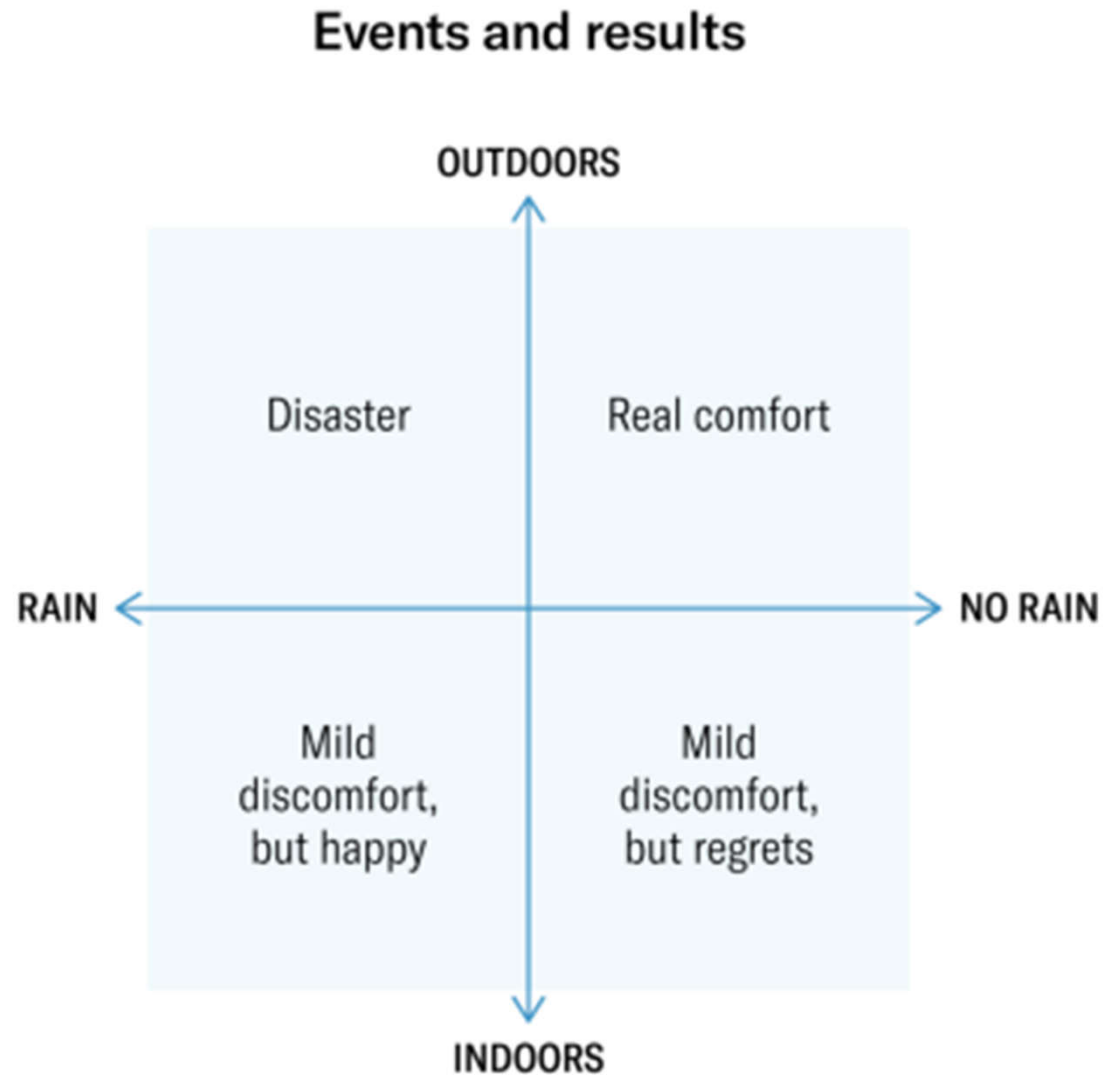 Events and results
OUTDOORS
Disaster
Real comfort
RAIN
NO RAIN
Mild
discomfort,
but happy
Mild
discomfort,
but regrets
INDOORS